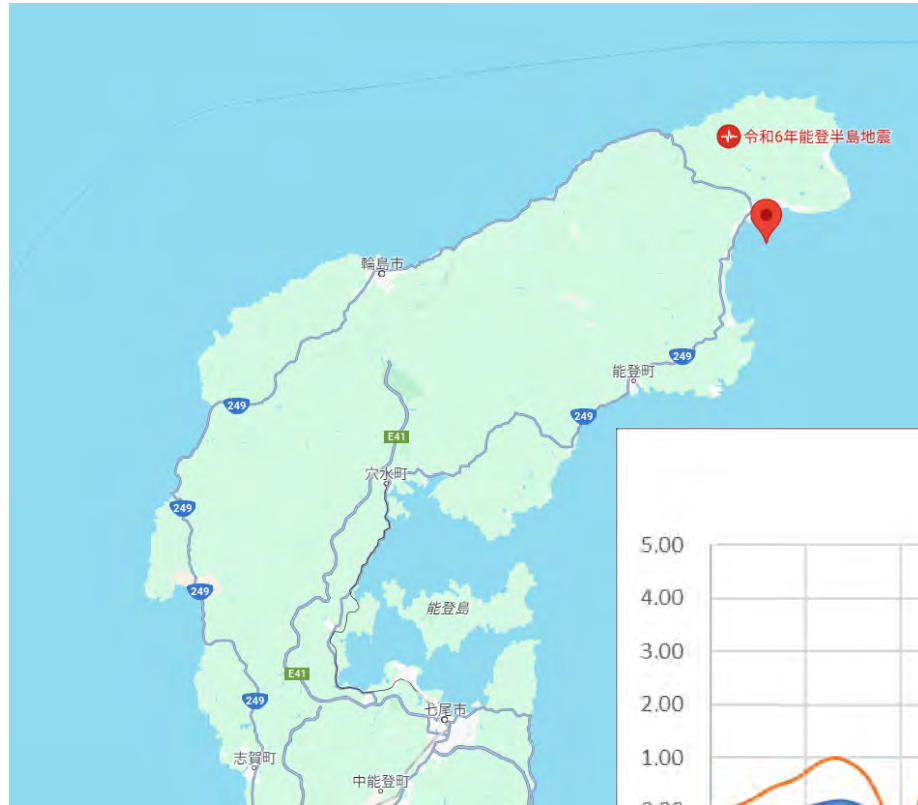 令和6年能登半島地震
輪島市
249
能登町
249
249
E41
穴水町
249
249
能登島
E41
249
七尾市
志賀町
中能登町
5.00
4.00
3.00
2.00
1.00